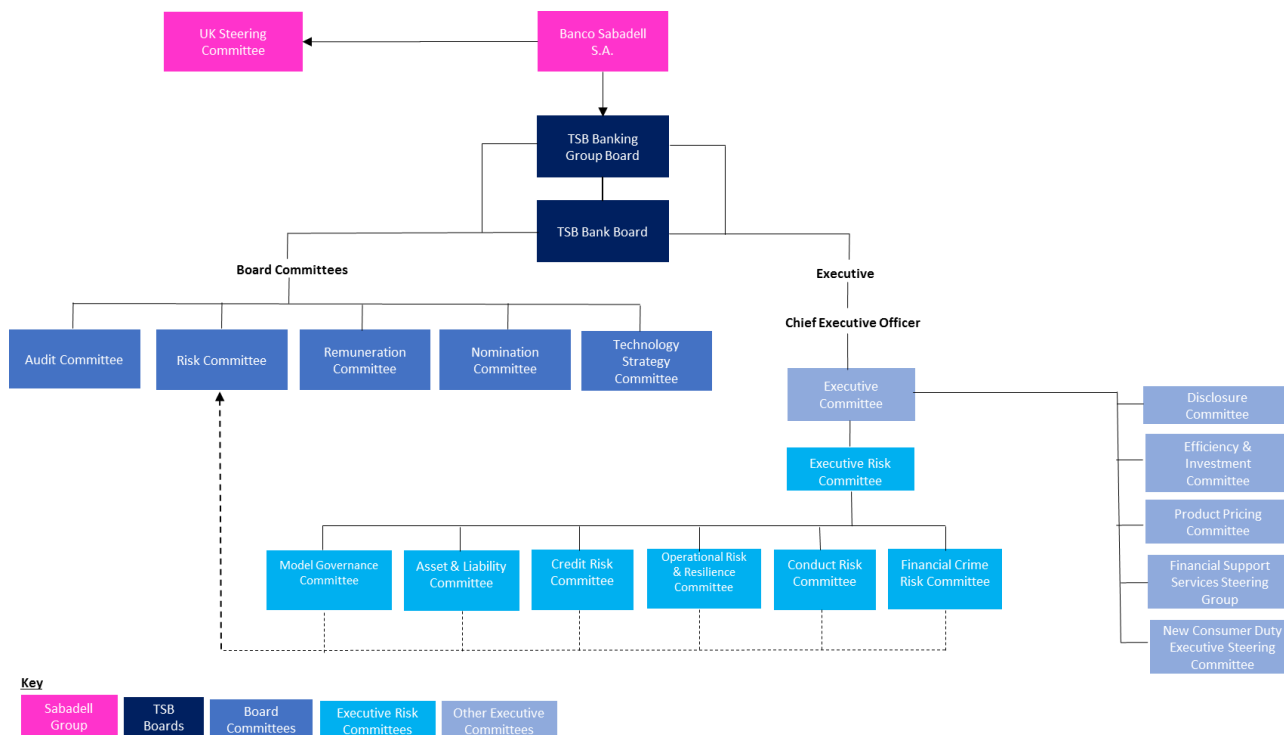 UK Steering
Committee
Banco Sabadell
S.A.
TSB Banking
Group Board
TSB Bank Board
Board Committees
Executive
Chief Executive Officer
Audit Committee
Risk Committee
Remuneration
Committee
Nomination
Committee
Technology
Strategy
Committee
Executive
Committee
Disclosure
Committee
Efficiency &
Investment
Committee
Executive Risk
Committee
Product Pricing
Committee
Model Governance
Committee
Asset & Liability
Committee
Credit Risk
Committee
Operational Risk
& Resilience
Committee
Conduct Risk
Committee
Financial Crime
Risk Committee
Financial Support
Services Steering
Group
New Consumer Duty
Executive Steering
Committee
Key
Sabadell
Group
TSB
Boards
Board
Committees
Executive Risk
Committees
Other Executive
Committees